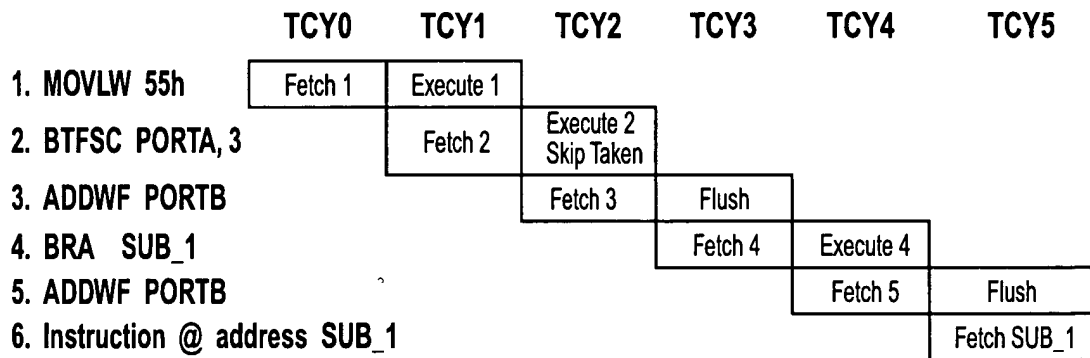 TCY0 TCY1 TCY2 TCY3 TCY4 TCY5
1. MOVLW 55h Fetch 1 Execute 1
2. BTFSC PORTA, 3 Fetch 2 Execute 2
Skip Taken
3. ADDWF PORTB Fetch 3 Flush
4. BRA SUB_1 Fetch 4 Execute 4
5. ADDWF PORTB Fetch 5 Flush
6. Instruction @ address SUB_1 Fetch SUB_1